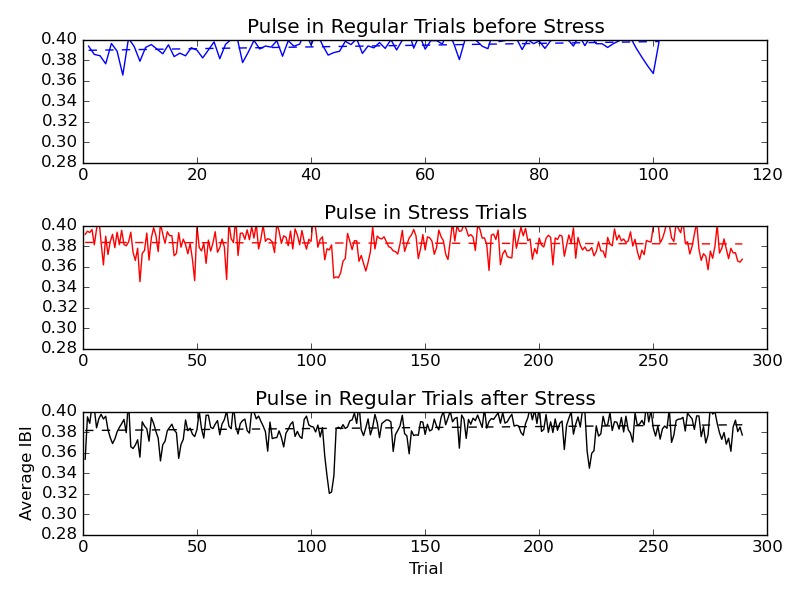 Pulse in Regular Trials before Stress
0.40
0.38
0.36
0.34
0.32
0.30
0.28
0 20 40 60 80 100 120
Pulse in Stress Trials
0.40
0.38
0.36
0.34
0.32
0.30
0.28
0 50 100 150 200 250 300
Pulse in Regular Trials after Stress
Average IBI
0.40
0.38
0.36
0.34
0.32
0.30
0.28
0 50 100 150 200 250 300
Trial